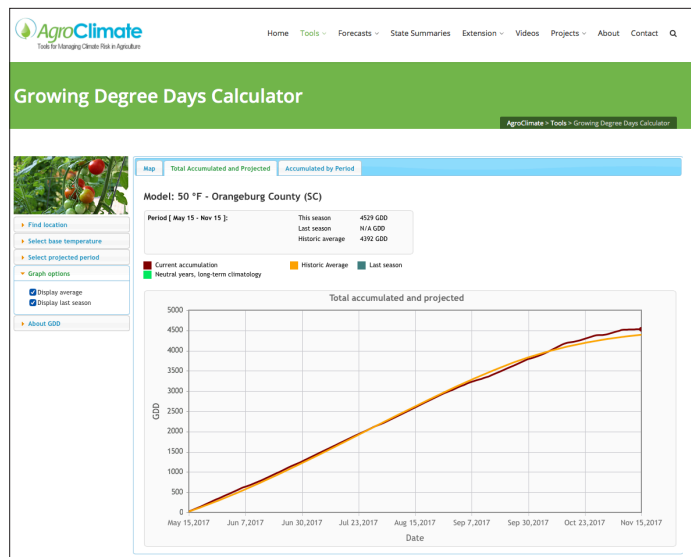 AgroClimate
Tools for Managing Climate Risk in Agriculture
Home Tools Forecasts State Summaries Extension Videos Projects About Contact
Growing Degree Days Calculator
AgroClimate > Tools > Growing Degree Days Calculator
Map Total Accumulated and Projected Accumulated by Period
Model: 50 °F - Orangeburg County (SC)
Period [ May 15 - Nov 15 ]: This season 4529 GDD
Last season N/A GDD
Historic average 4392 GDD
Find location
Select base temperature
Select projected period
Graph options
Display average
Display last season
About GDD
Current accumulation Historic Average Last season
Neutral years, long-term climatology
Total accumulated and projected
5000
4500
4000
3500
3000
2500
2000
1500
1000
500
0
GDD
May 15,2017 Jun 7,2017 Jun 30,2017 Jul 23,2017 Aug 15,2017 Sep 7,2017 Sep 30,2017 Oct 23,2017 Nov 15,2017
Date